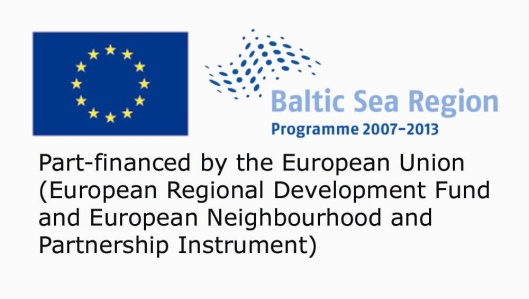 Baltic Sea Region
Programme 2007-2013
Part-financed by the European Union
(European Regional Development Fund
and European Neighbourhood and
Partnership Instrument)